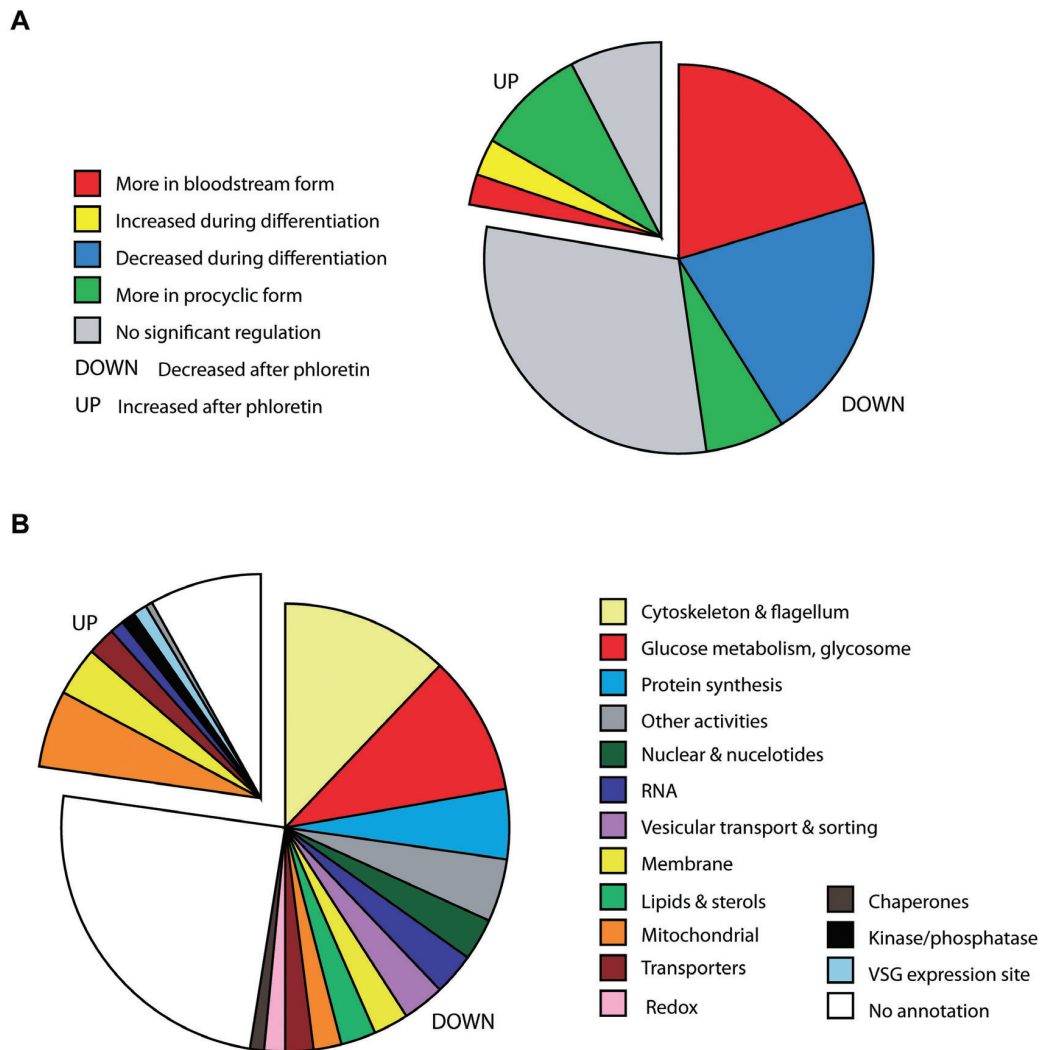 A
UP
More in bloodstream form
Increased during differentiation
Decreased during differentiation
More in procyclic form
No significant regulation
DOWN Decreased after phloretin
UP Increased after phloretin
DOWN
B
UP
DOWN
Cytoskeleton & flagellum
Glucose metabolism, glycosome
Protein synthesis
Other activities
Nuclear & nucelotides
RNA
Vesicular transport & sorting
Membrane
Lipids & sterols
Mitochondrial
Transporters
Redox
Chaperones
Kinase/phosphatase
VSG expression site
No annotation